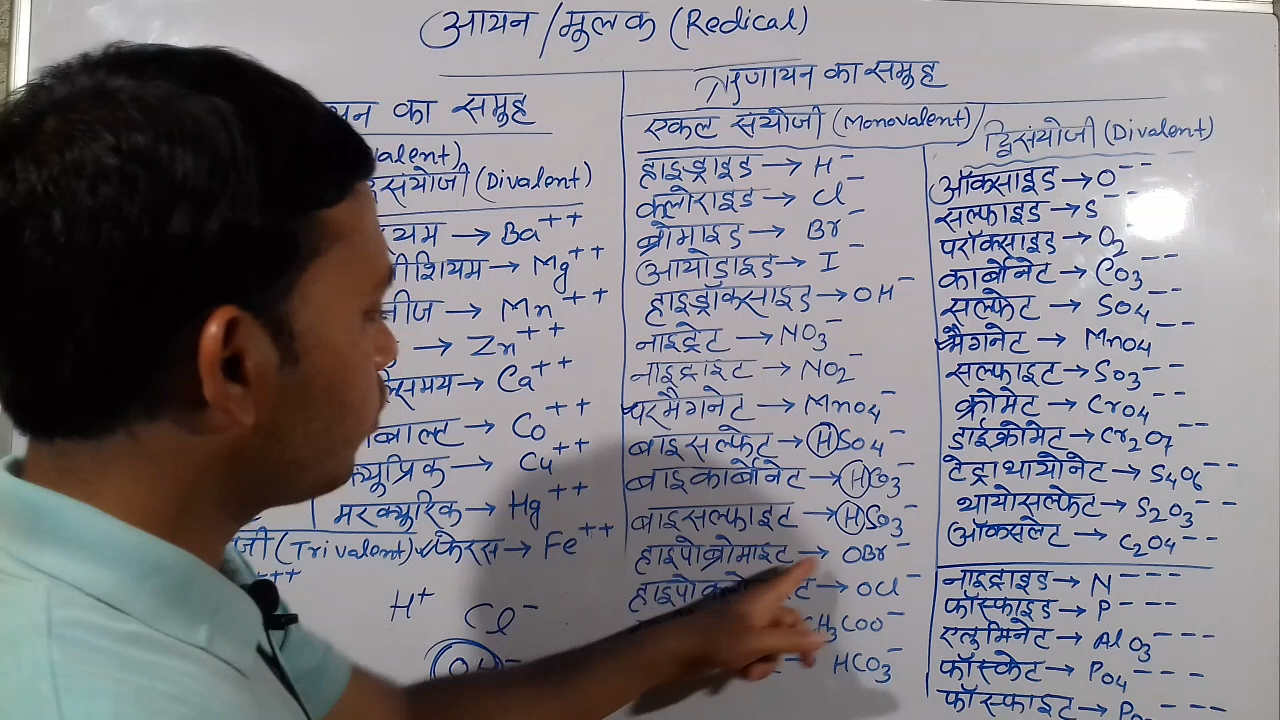 आयन/मूलक (Redical)
का समूह
(Divalent)
→ Ba++
→ Mg++
→ Mn++
→ Zn++
→ Ca++
→ Co++
क्यूप्रिक → Cu++
मरक्यूरिक → Hg++
(Trivalent) फेरस → Fe++
+++
H+ Cl-
OH-
ऋणायन का समूह
एकल संयोजी (Monovalent)
हाइड्राइड → H-
क्लोराइड → Cl-
ब्रोमाइड → Br-
आयोडाइड → I-
हाइड्रॉक्साइड → OH-
नाइट्रेट → NO3-
नाइट्राइट → NO2-
परमैगनेट → MnO4-
बाइसल्फेट → HSO4-
बाइकार्बोनेट → HCO3-
बाइसल्फाइट → HSO3-
हाइपोब्रोमाइट → OBr-
→ OCl-
CH3COO-
HCO3-
द्विसंयोजी (Divalent)
ऑक्साइड → O--
सल्फाइड → S--
परॉक्साइड → O2--
कार्बोनेट → CO3--
सल्फेट → SO4--
मैगनेट → MnO4--
सल्फाइट → SO3--
क्रोमेट → CrO4--
डाईक्रोमेट → Cr2O7--
टेट्राथायोनेट → S4O6--
थायोसल्फेट → S2O3--
ऑक्सलेट → C2O4--
नाइट्राइड → N---
फॉस्फाइड → P---
एलुमिनेट → AlO3---
फॉस्फेट → PO4---
फॉस्फाइट → ---